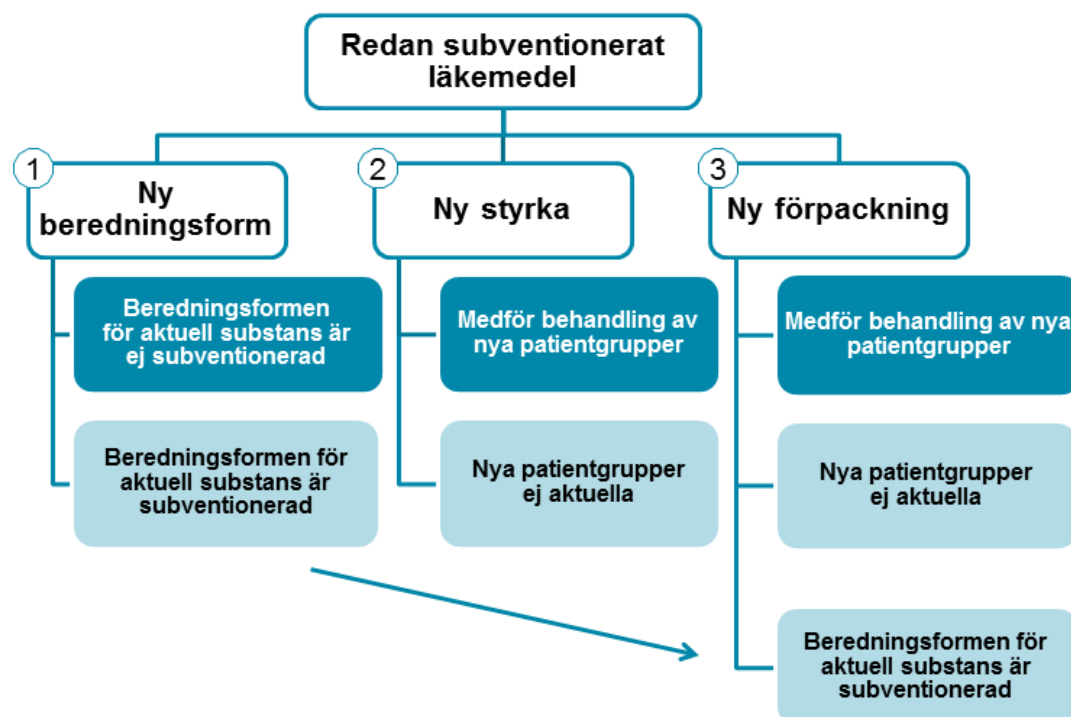 Redan subventionerat
läkemedel
1
Ny
beredningsform
2
Ny styrka
3
Ny förpackning
Beredningsformen
för aktuell substans är
ej subventionerad
Medför behandling av
nya patientgrupper
Medför behandling av nya
patientgrupper
Beredningsformen för
aktuell substans är
subventionerad
Nya patientgrupper
ej aktuella
Nya patientgrupper
ej aktuella
Beredningsformen för
aktuell substans är
subventionerad